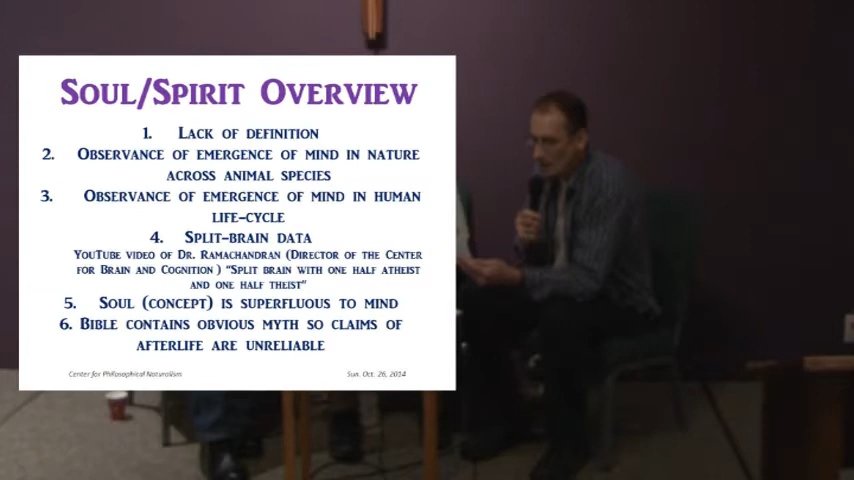 Soul/Spirit Overview
1. Lack of definition
2. Observance of emergence of mind in nature
across animal species
3. Observance of emergence of mind in human
life-cycle
4. Split-brain data
YouTube video of Dr. Ramachandran (Director of the Center
for Brain and Cognition ) "Split brain with one half atheist
and one half theist"
5. Soul (concept) is superfluous to mind
6. Bible contains obvious myth so claims of
afterlife are unreliable
Center for Philosophical Naturalism Sun. Oct. 26, 2014